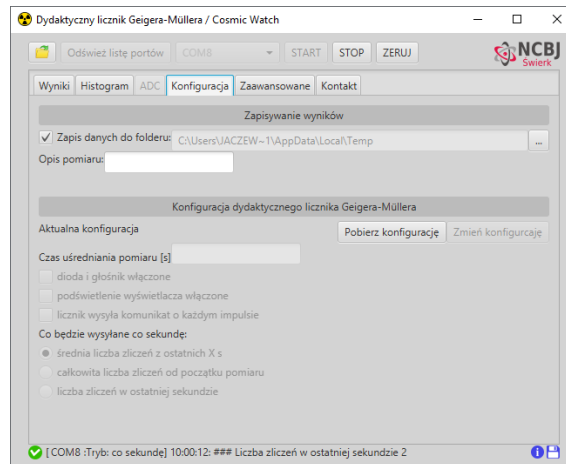 Dydaktyczny licznik Geigera-Müllera / Cosmic Watch
Odśwież listę portów COM8 START STOP ZERUJ NCBJ
Świerk
Wyniki Histogram ADC Konfiguracja Zaawansowane Kontakt
Zapisywanie wyników
Zapis danych do folderu: C:\Users\JACZEW~1\AppData\Local\Temp ...
Opis pomiaru:
Konfiguracja dydaktycznego licznika Geigera-Müllera
Aktualna konfiguracja Pobierz konfigurację Zmień konfigurcaję
Czas uśredniania pomiaru [s]
dioda i głośnik włączone
podświetlenie wyświetlacza włączone
licznik wysyła komunikat o każdym impulsie
Co będzie wysyłane co sekundę:
średnia liczba zliczeń z ostatnich X s
całkowita liczba zliczeń od początku pomiaru
liczba zliczeń w ostatniej sekundzie
[COM8 :Tryb: co sekundę] 10:00:12: ### Liczba zliczeń w ostatniej sekundzie 2